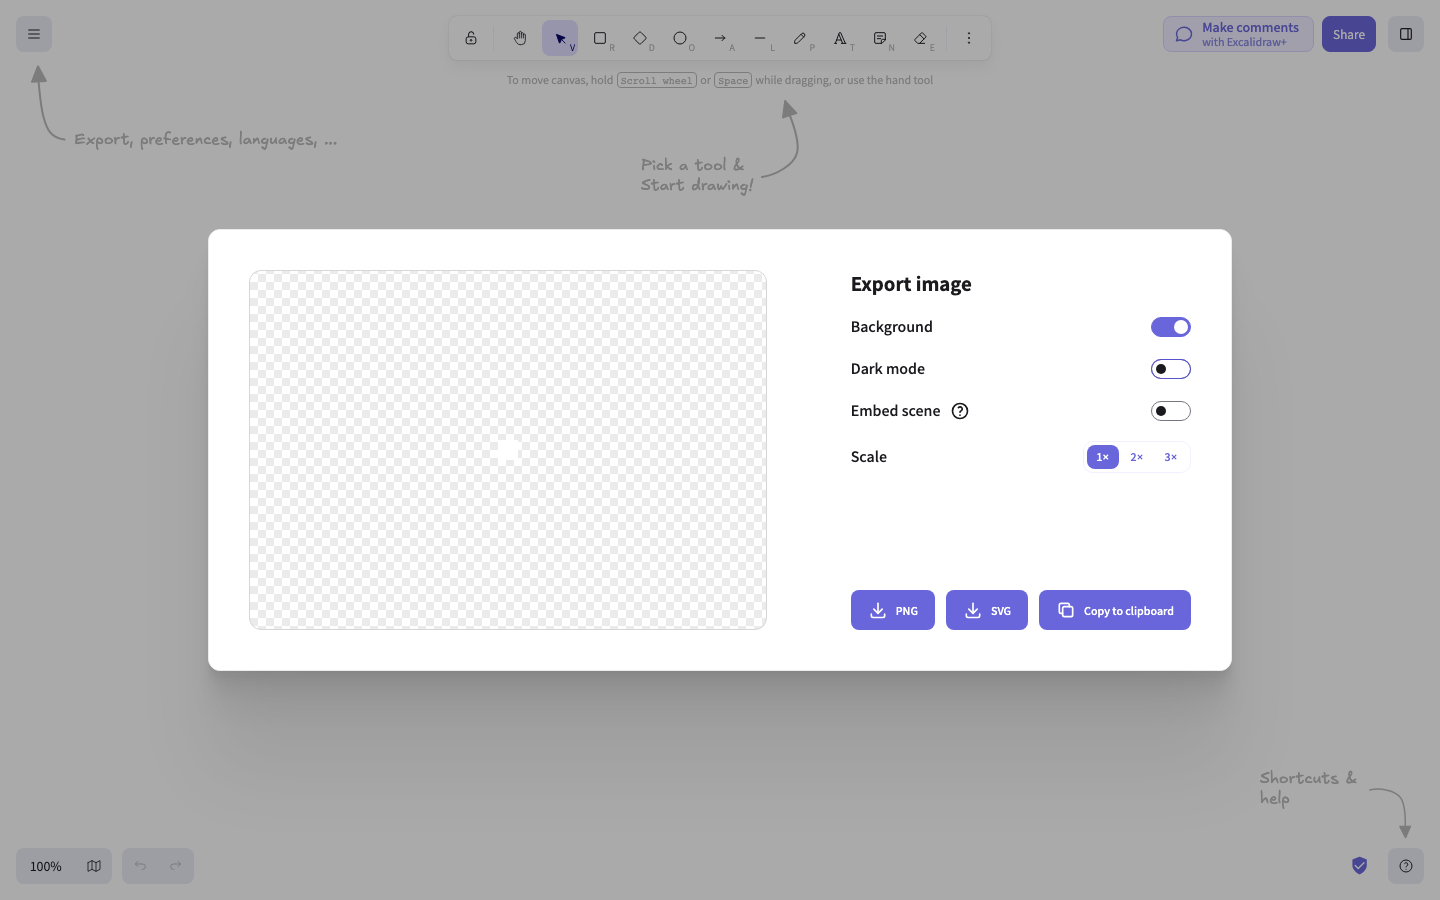 V
R
D
O
A
L
P
T
N
E
Make comments
with Excalidraw+
Share
To move canvas, hold Scroll wheel or Space while dragging, or use the hand tool
Export, preferences, languages, ...
Pick a tool &
Start drawing!
Export image
Background
Dark mode
Embed scene
Scale
1×
2×
3×
PNG
SVG
Copy to clipboard
Shortcuts &
help
100%